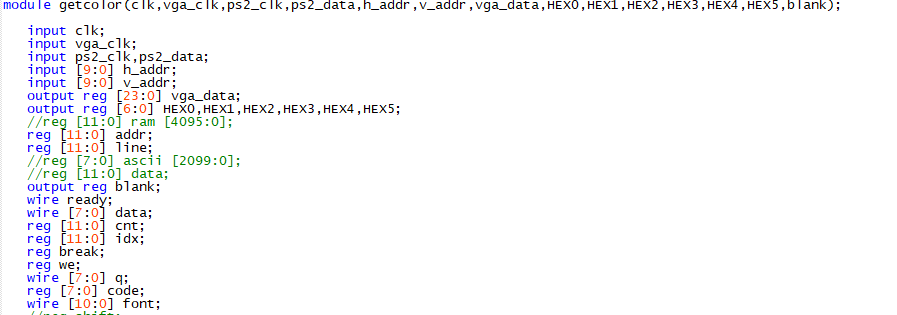 module getcolor(clk,vga_clk,ps2_clk,ps2_data,h_addr,v_addr,vga_data,HEX0,HEX1,HEX2,HEX3,HEX4,HEX5,blank);
input clk;
input vga_clk;
input ps2_clk,ps2_data;
input [9:0] h_addr;
input [9:0] v_addr;
output reg [23:0] vga_data;
output reg [6:0] HEX0,HEX1,HEX2,HEX3,HEX4,HEX5;
//reg [11:0] ram [4095:0];
reg [11:0] addr;
reg [11:0] line;
//reg [7:0] ascii [2099:0];
//reg [11:0] data;
output reg blank;
wire ready;
wire [7:0] data;
reg [11:0] cnt;
reg [11:0] idx;
reg break;
reg we;
wire [7:0] q;
reg [7:0] code;
wire [10:0] font;